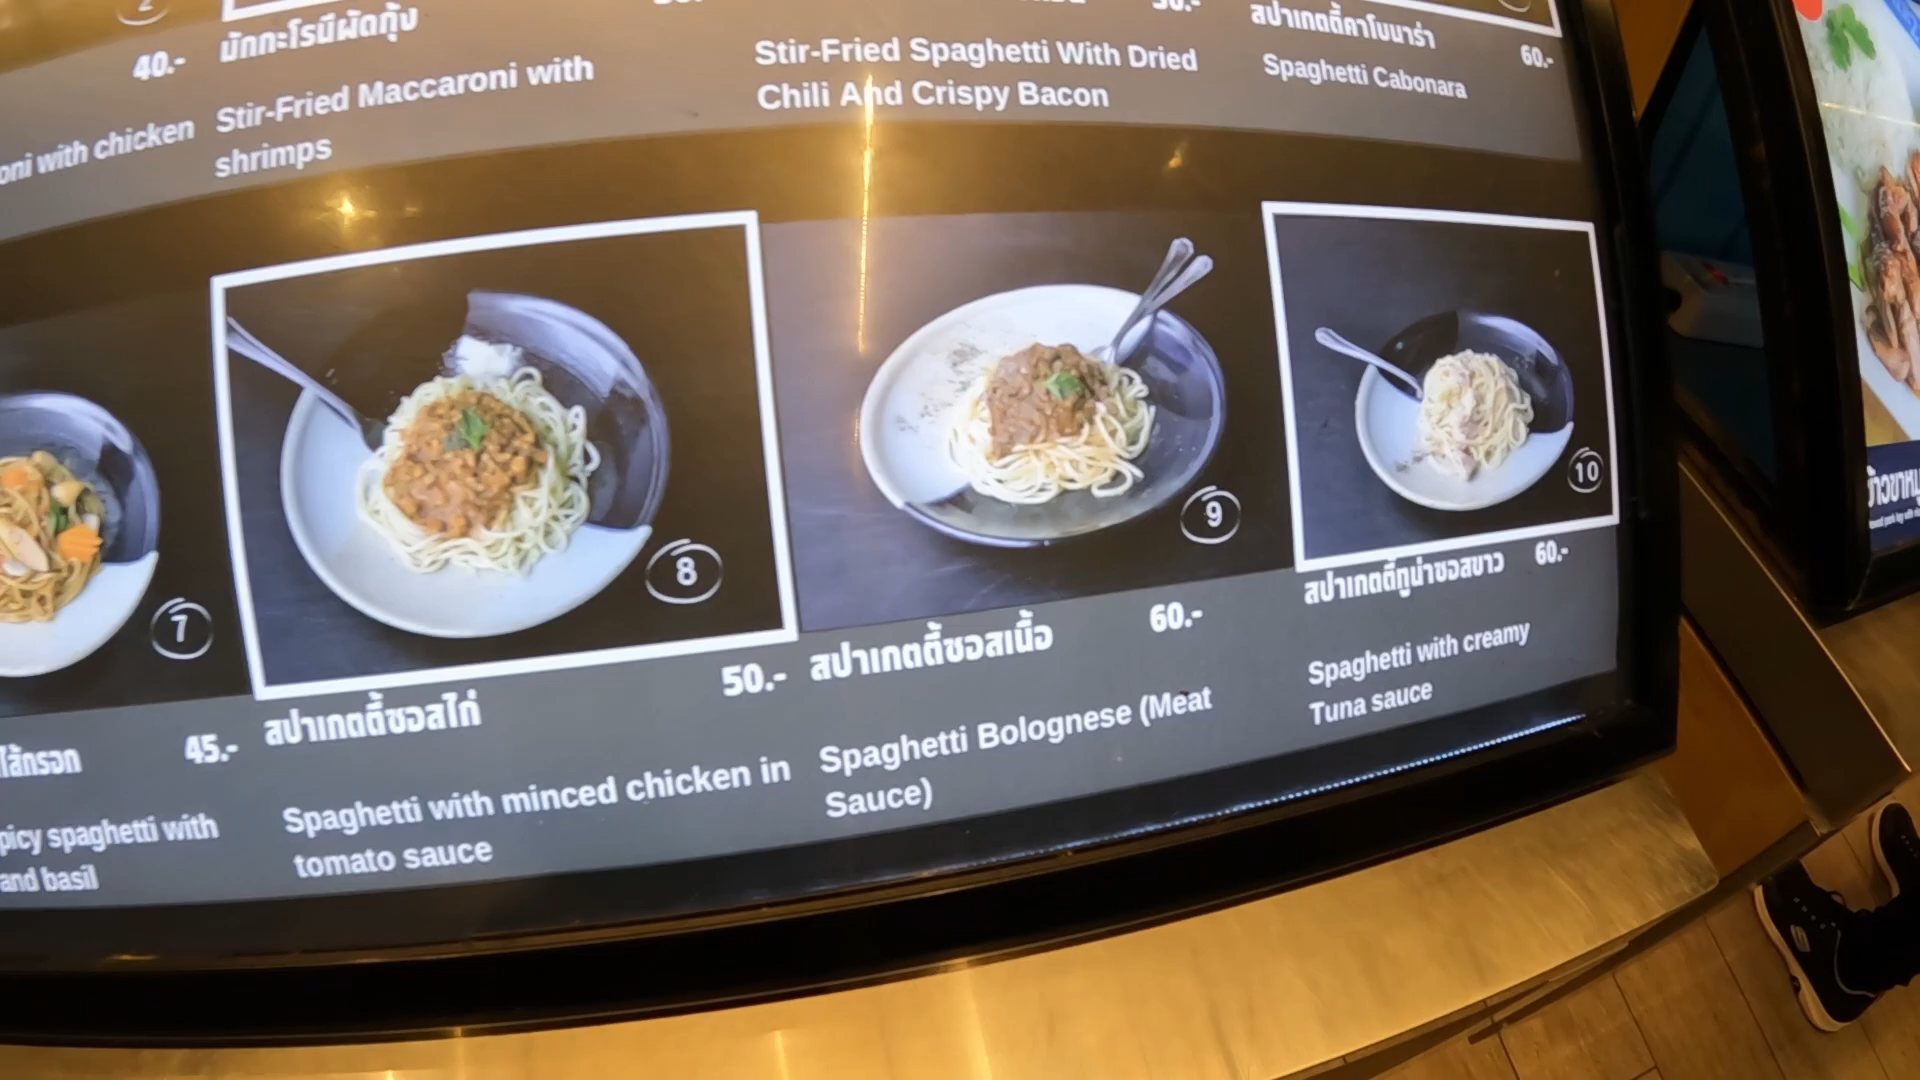 40.-
มักกะโรนีผัดกุ้ง
with chicken
Stir-Fried Maccaroni with
shrimps
Stir-Fried Spaghetti With Dried
Chili And Crispy Bacon
สปาเกตตี้คาโบนาร่า
60.-
Spaghetti Cabonara
7
8
9
10
ไส้กรอก
45.-
spaghetti with
and basil
สปาเกตตี้ซอสไก่
50.-
Spaghetti with minced chicken in
tomato sauce
สปาเกตตี้ซอสเนื้อ
60.-
Spaghetti Bolognese (Meat
Sauce)
สปาเกตตี้ทูน่าซอสขาว
60.-
Spaghetti with creamy
Tuna sauce